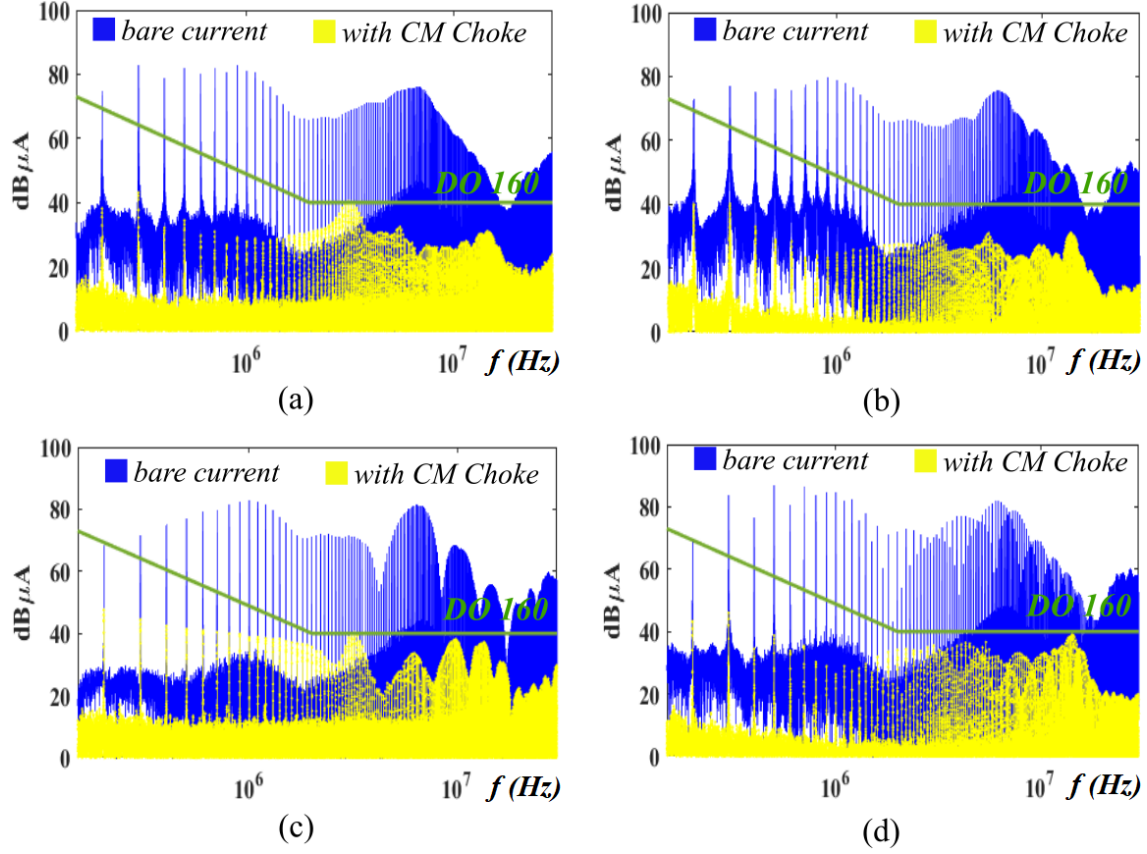 100
bare current with CM Choke
80
60
dBμA
DO 160
40
20
0
10^6 10^7 f (Hz)
(a)
100
bare current with CM Choke
80
60
dBμA
DO 160
40
20
0
10^6 10^7 f (Hz)
(b)
100
bare current with CM Choke
80
60
dBμA
DO 160
40
20
0
10^6 10^7 f (Hz)
(c)
100
bare current with CM Choke
80
60
dBμA
DO 160
40
20
0
10^6 10^7 f (Hz)
(d)